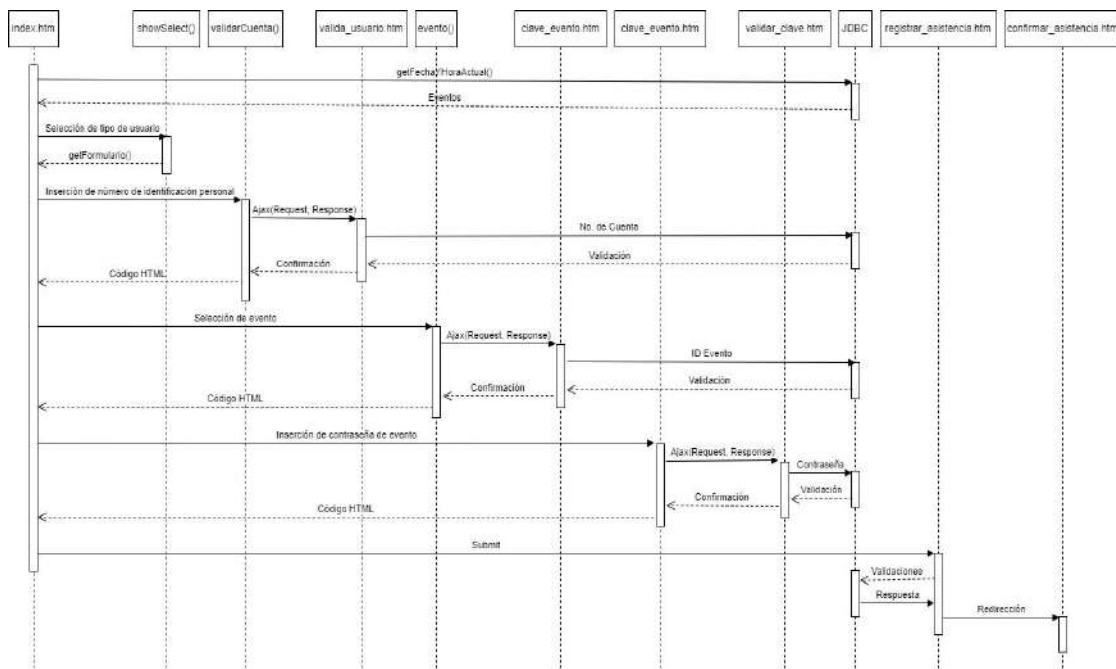 index.htm
showSelect()
validarCuenta()
valida_usuario.htm
evento()
clave_evento.htm
clave_evento.htm
validar_clave.htm
JDBC
registrar_asistencia.htm
confirmar_asistencia.htm
getFechaYHoraActual()
Eventos
Selección de tipo de usuario
getFormulario()
Inserción de número de identificación personal
Ajax(Request, Response)
No. de Cuenta
Validación
Confirmación
Código HTML
Selección de evento
Ajax(Request, Response)
ID Evento
Validación
Confirmación
Código HTML
Inserción de contraseña de evento
Ajax(Request, Response)
Contraseña
Validación
Confirmación
Código HTML
Submit
Validaciones
Respuesta
Redirección